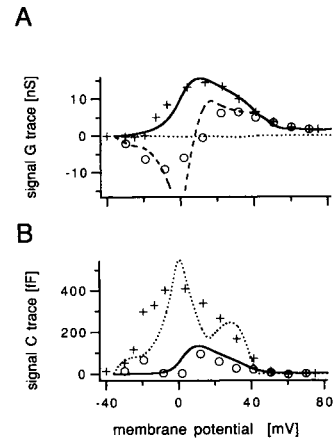 A
signal G trace [nS]
10
0
-10
B
signal C trace [fF]
400
200
0
-40 0 40 80
membrane potential [mV]